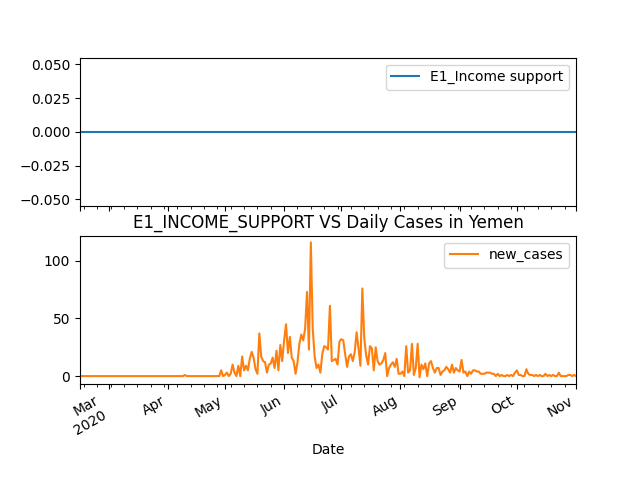 0.050
0.025
0.000
−0.025
−0.050
E1_Income support
E1_INCOME_SUPPORT VS Daily Cases in Yemen
100
50
0
new_cases
Mar
2020
Apr
May
Jun
Jul
Aug
Sep
Oct
Nov
Date